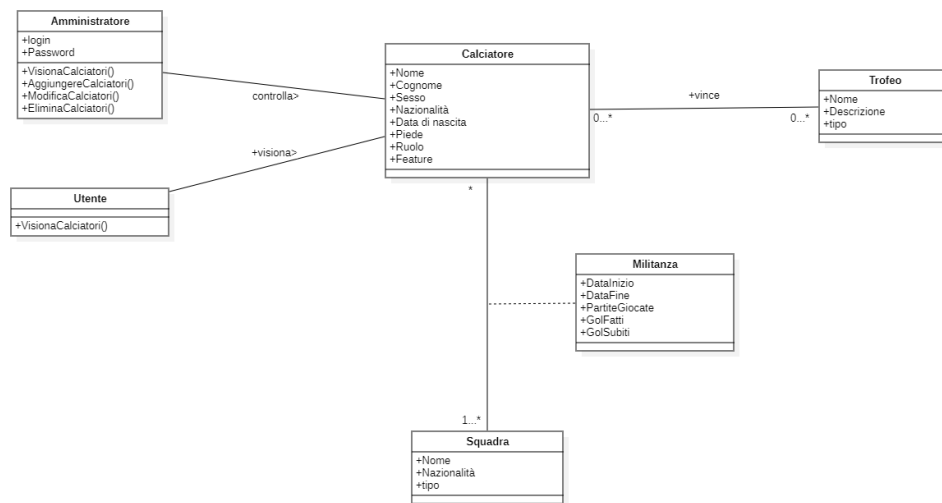 Amministratore
+login
+Password
+VisionaCalciatori()
+AggiungereCalciatori()
+ModificaCalciatori()
+EliminaCalciatori()
controlla>
+visiona>
Utente
+VisionaCalciatori()
Calciatore
+Nome
+Cognome
+Sesso
+Nazionalità
+Data di nascita
+Piede
+Ruolo
+Feature
+vince
0...*
0...*
Trofeo
+Nome
+Descrizione
+tipo
*
Militanza
+DataInizio
+DataFine
+PartiteGiocate
+GolFatti
+GolSubiti
1...*
Squadra
+Nome
+Nazionalità
+tipo